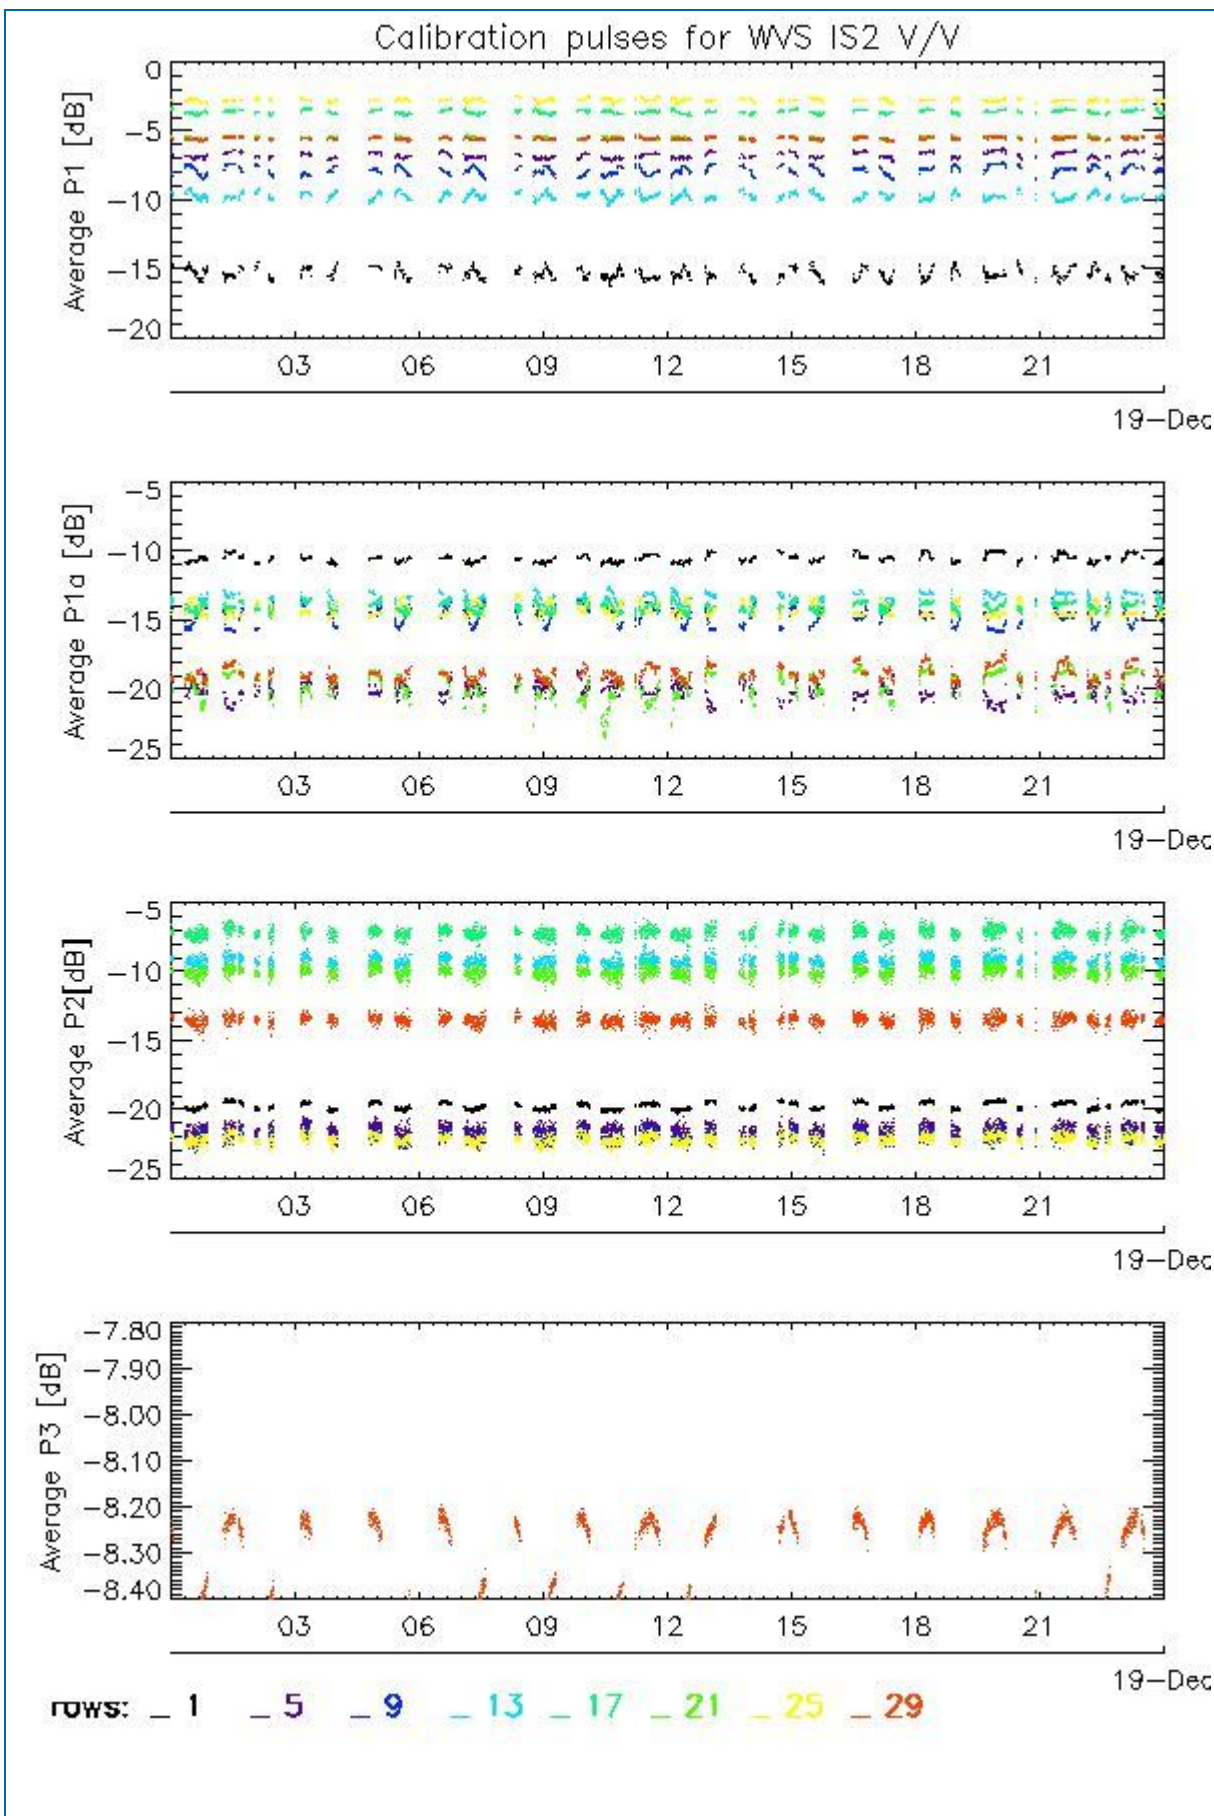 Calibration pulses for WVS IS2 V/V
Average P1 [dB]
0
-5
-10
-15
-20
03 06 09 12 15 18 21
19-Dec
Average P1a [dB]
-5
-10
-15
-20
-25
03 06 09 12 15 18 21
19-Dec
Average P2[dB]
-5
-10
-15
-20
-25
03 06 09 12 15 18 21
19-Dec
Average P3 [dB]
-7.80
-7.90
-8.00
-8.10
-8.20
-8.30
-8.40
03 06 09 12 15 18 21
19-Dec
rows: _ 1 _ 5 _ 9 _ 13 _ 17 _ 21 _ 25 _ 29